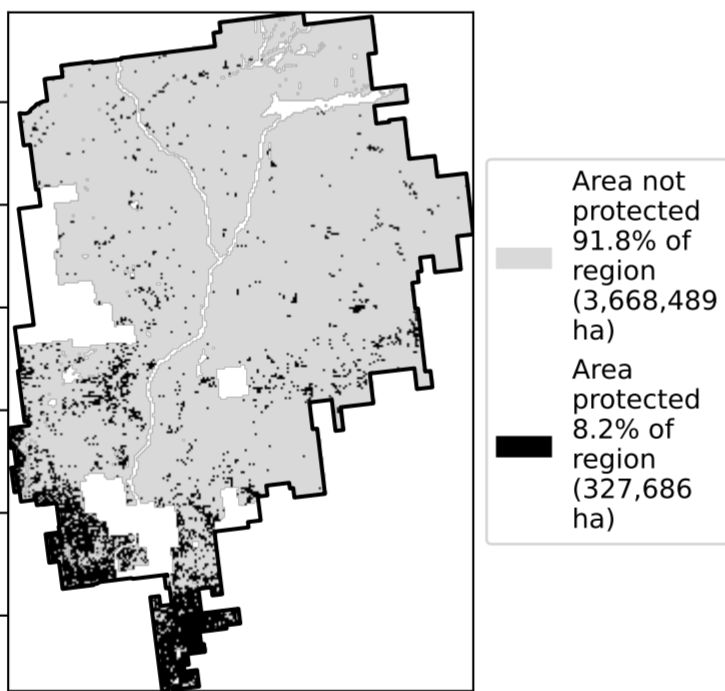 Area not
protected
91.8% of
region
(3,668,489
ha)
Area
protected
8.2% of
region
(327,686
ha)